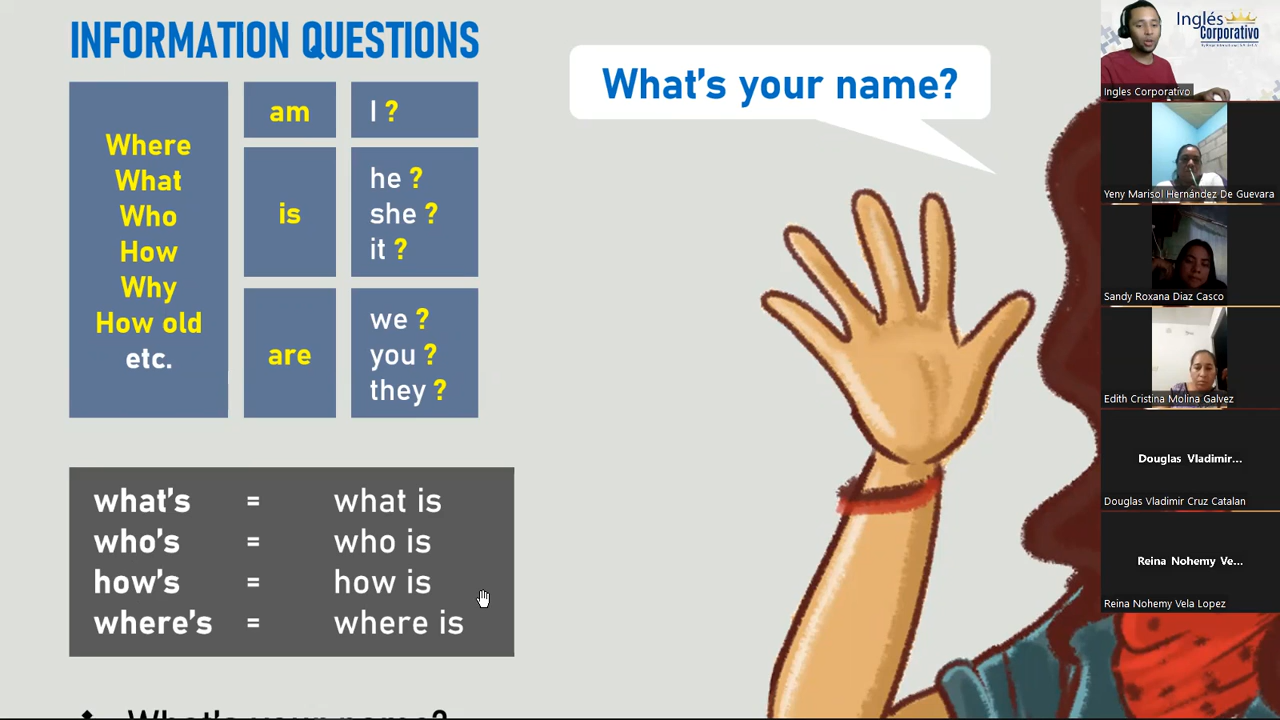 INFORMATION QUESTIONS
Where
What
Who
How
Why
How old
etc.
am
I ?
is
he ?
she ?
it ?
are
we ?
you ?
they ?
what's = what is
who's = who is
how's = how is
where's = where is
What's your name?
What's your name?
Inglés
Corporativo
Ingles Corporativo
Yeny Marisol Hernández De Guevara
Sandy Roxana Diaz Casco
Edith Cristina Molina Galvez
Douglas Vladimir...
Douglas Vladimir Cruz Catalan
Reina Nohemy Ve...
Reina Nohemy Vela Lopez